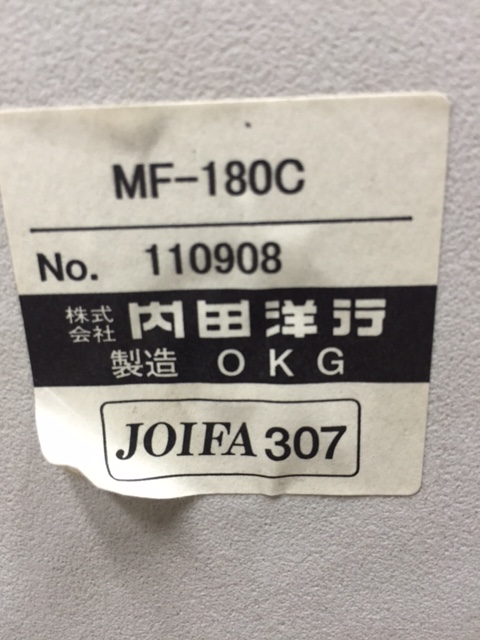 MF-180C
No. 110908
株式会社 内田洋行
製造 OKG
JOIFA 307